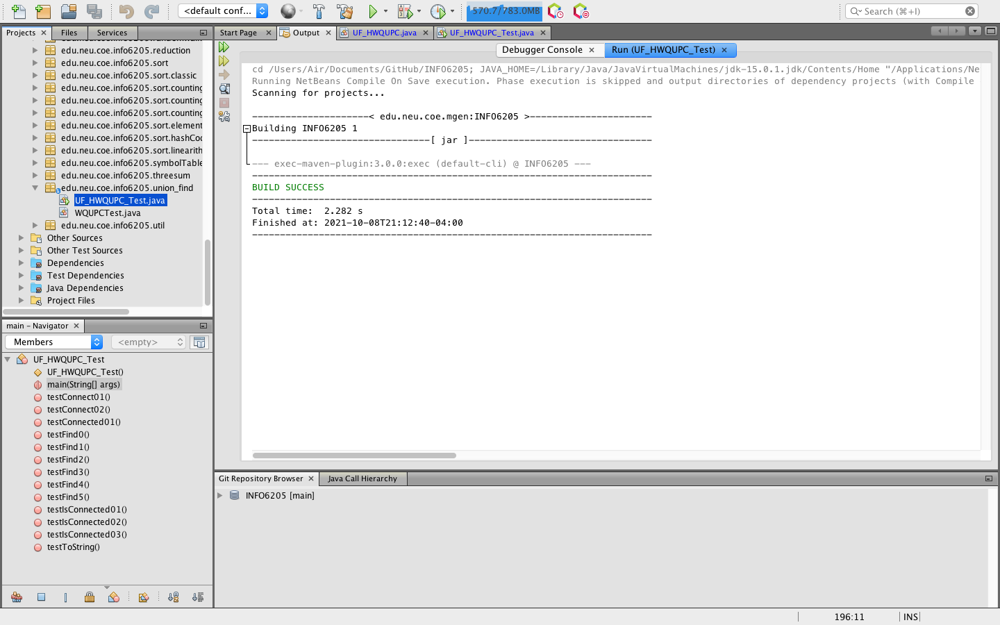 <default conf...
570.7/783.0MB
Search (⌘+I)
Projects
Files
Services
edu.neu.coe.info6205.reduction
edu.neu.coe.info6205.sort
edu.neu.coe.info6205.sort.classic
edu.neu.coe.info6205.sort.counting
edu.neu.coe.info6205.sort.counting
edu.neu.coe.info6205.sort.counting
edu.neu.coe.info6205.sort.element
edu.neu.coe.info6205.sort.hashCod
edu.neu.coe.info6205.sort.linearith
edu.neu.coe.info6205.symbolTable
edu.neu.coe.info6205.threesum
edu.neu.coe.info6205.union_find
UF_HWQUPC_Test.java
WQUPCTest.java
edu.neu.coe.info6205.util
Other Sources
Other Test Sources
Dependencies
Test Dependencies
Java Dependencies
Project Files
main – Navigator
Members
<empty>
UF_HWQUPC_Test
UF_HWQUPC_Test()
main(String[] args)
testConnect01()
testConnect02()
testConnected01()
testFind0()
testFind1()
testFind2()
testFind3()
testFind4()
testFind5()
testIsConnected01()
testIsConnected02()
testIsConnected03()
testToString()
Start Page
Output
UF_HWQUPC.java
UF_HWQUPC_Test.java
Debugger Console
Run (UF_HWQUPC_Test)
cd /Users/Air/Documents/GitHub/INFO6205; JAVA_HOME=/Library/Java/JavaVirtualMachines/jdk-15.0.1.jdk/Contents/Home "/Applications/Ne
Running NetBeans Compile On Save execution. Phase execution is skipped and output directories of dependency projects (with Compile
Scanning for projects...
---------------------< edu.neu.coe.mgen:INFO6205 >----------------------
Building INFO6205 1
--------------------------------[ jar ]---------------------------------
--- exec-maven-plugin:3.0.0:exec (default-cli) @ INFO6205 ---
------------------------------------------------------------------------
BUILD SUCCESS
------------------------------------------------------------------------
Total time:  2.282 s
Finished at: 2021-10-08T21:12:40-04:00
------------------------------------------------------------------------
Git Repository Browser
Java Call Hierarchy
INFO6205 [main]
196:11
INS